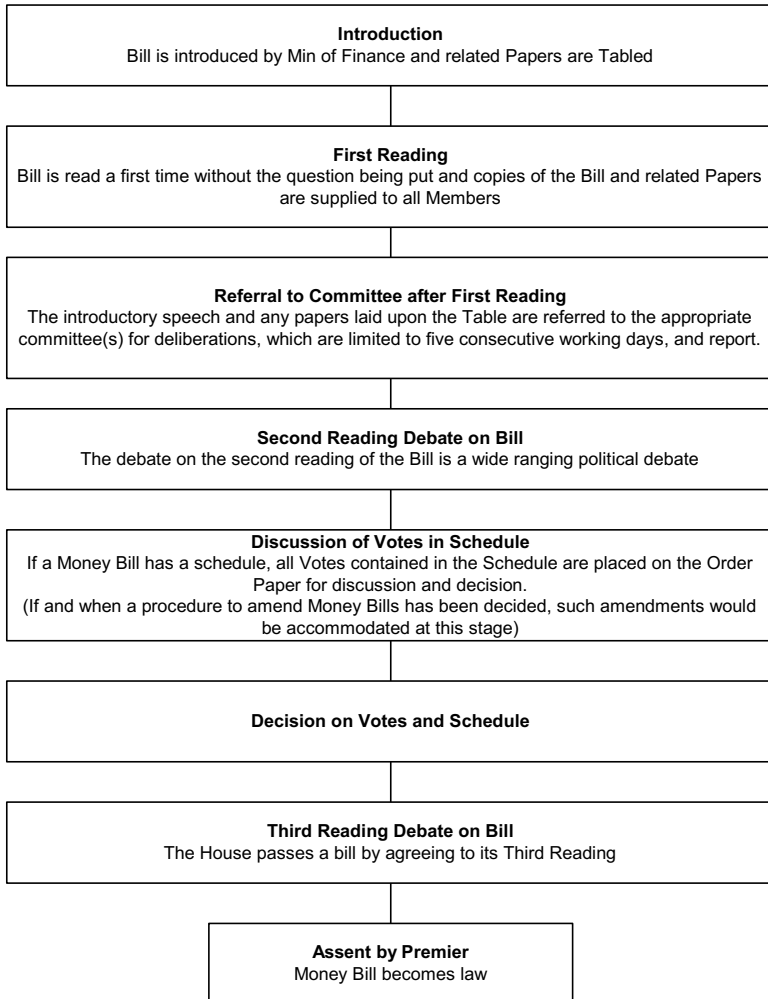 Introduction
Bill is introduced by Min of Finance and related Papers are Tabled
First Reading
Bill is read a first time without the question being put and copies of the Bill and related Papers
are supplied to all Members
Referral to Committee after First Reading
The introductory speech and any papers laid upon the Table are referred to the appropriate
committee(s) for deliberations, which are limited to five consecutive working days, and report.
Second Reading Debate on Bill
The debate on the second reading of the Bill is a wide ranging political debate
Discussion of Votes in Schedule
If a Money Bill has a schedule, all Votes contained in the Schedule are placed on the Order
Paper for discussion and decision.
(If and when a procedure to amend Money Bills has been decided, such amendments would
be accommodated at this stage)
Decision on Votes and Schedule
Third Reading Debate on Bill
The House passes a bill by agreeing to its Third Reading
Assent by Premier
Money Bill becomes law